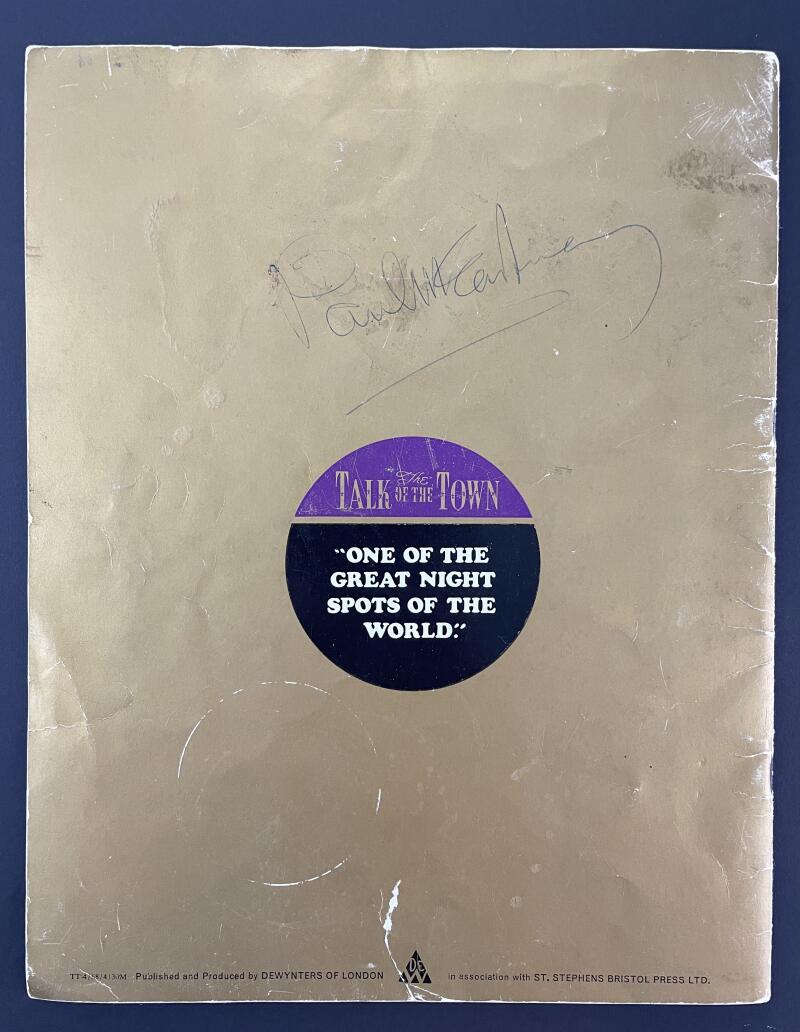 Paul McCartney
The
TALK OF THE TOWN
"ONE OF THE
GREAT NIGHT
SPOTS OF THE
WORLD."
Published and Produced by DEWYNTERS OF LONDON
DEW
in association with ST. STEPHENS BRISTOL PRESS LTD.